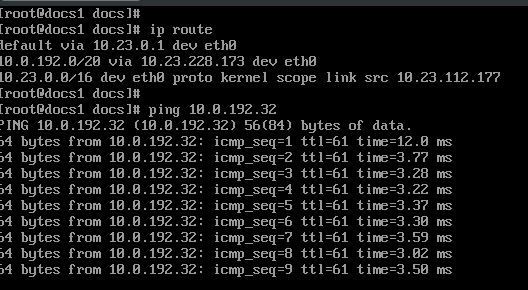 [root@docs1 docs]#
[root@docs1 docs]# ip route
default via 10.23.0.1 dev eth0
10.0.192.0/20 via 10.23.228.173 dev eth0
10.23.0.0/16 dev eth0 proto kernel scope link src 10.23.112.177
[root@docs1 docs]#
[root@docs1 docs]# ping 10.0.192.32
PING 10.0.192.32 (10.0.192.32) 56(84) bytes of data.
64 bytes from 10.0.192.32: icmp_seq=1 ttl=61 time=12.0 ms
64 bytes from 10.0.192.32: icmp_seq=2 ttl=61 time=3.77 ms
64 bytes from 10.0.192.32: icmp_seq=3 ttl=61 time=3.28 ms
64 bytes from 10.0.192.32: icmp_seq=4 ttl=61 time=3.22 ms
64 bytes from 10.0.192.32: icmp_seq=5 ttl=61 time=3.37 ms
64 bytes from 10.0.192.32: icmp_seq=6 ttl=61 time=3.30 ms
64 bytes from 10.0.192.32: icmp_seq=7 ttl=61 time=3.59 ms
64 bytes from 10.0.192.32: icmp_seq=8 ttl=61 time=3.02 ms
64 bytes from 10.0.192.32: icmp_seq=9 ttl=61 time=3.50 ms